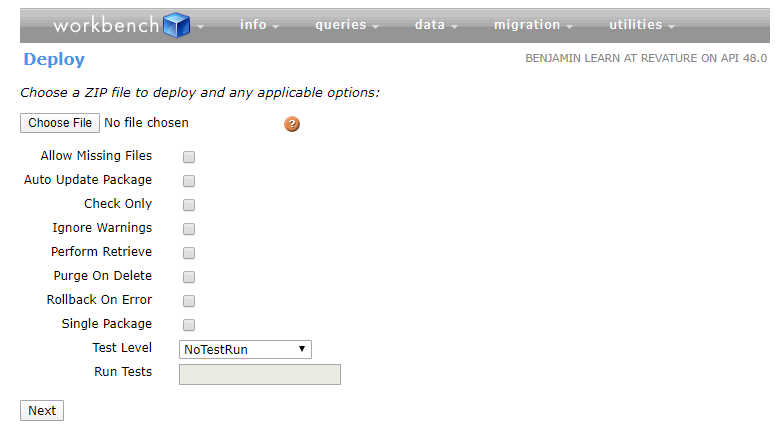 workbench info queries data migration utilities
Deploy BENJAMIN LEARN AT REVATURE ON API 48.0
Choose a ZIP file to deploy and any applicable options:
Choose File No file chosen ?
Allow Missing Files
Auto Update Package
Check Only
Ignore Warnings
Perform Retrieve
Purge On Delete
Rollback On Error
Single Package
Test Level NoTestRun
Run Tests
Next